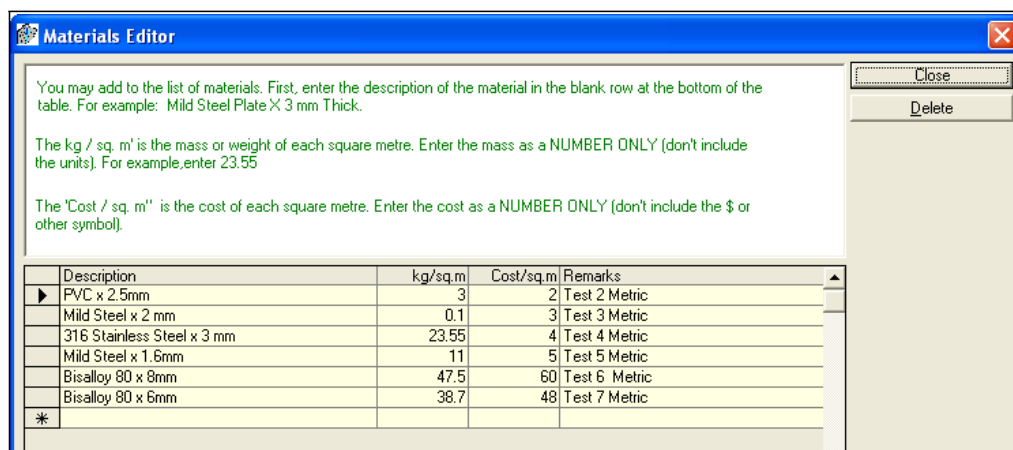 Materials Editor
You may add to the list of materials. First, enter the description of the material in the blank row at the bottom of the
table. For example: Mild Steel Plate X 3 mm Thick.
The kg / sq. m' is the mass or weight of each square metre. Enter the mass as a NUMBER ONLY (don't include
the units). For example,enter 23.55
The 'Cost / sq. m'' is the cost of each square metre. Enter the cost as a NUMBER ONLY (don't include the $ or
other symbol).
Close
Delete
Description kg/sq.m Cost/sq.m Remarks
PVC x 2.5mm 3 2 Test 2 Metric
Mild Steel x 2 mm 0.1 3 Test 3 Metric
316 Stainless Steel x 3 mm 23.55 4 Test 4 Metric
Mild Steel x 1.6mm 11 5 Test 5 Metric
Bisalloy 80 x 8mm 47.5 60 Test 6 Metric
Bisalloy 80 x 6mm 38.7 48 Test 7 Metric